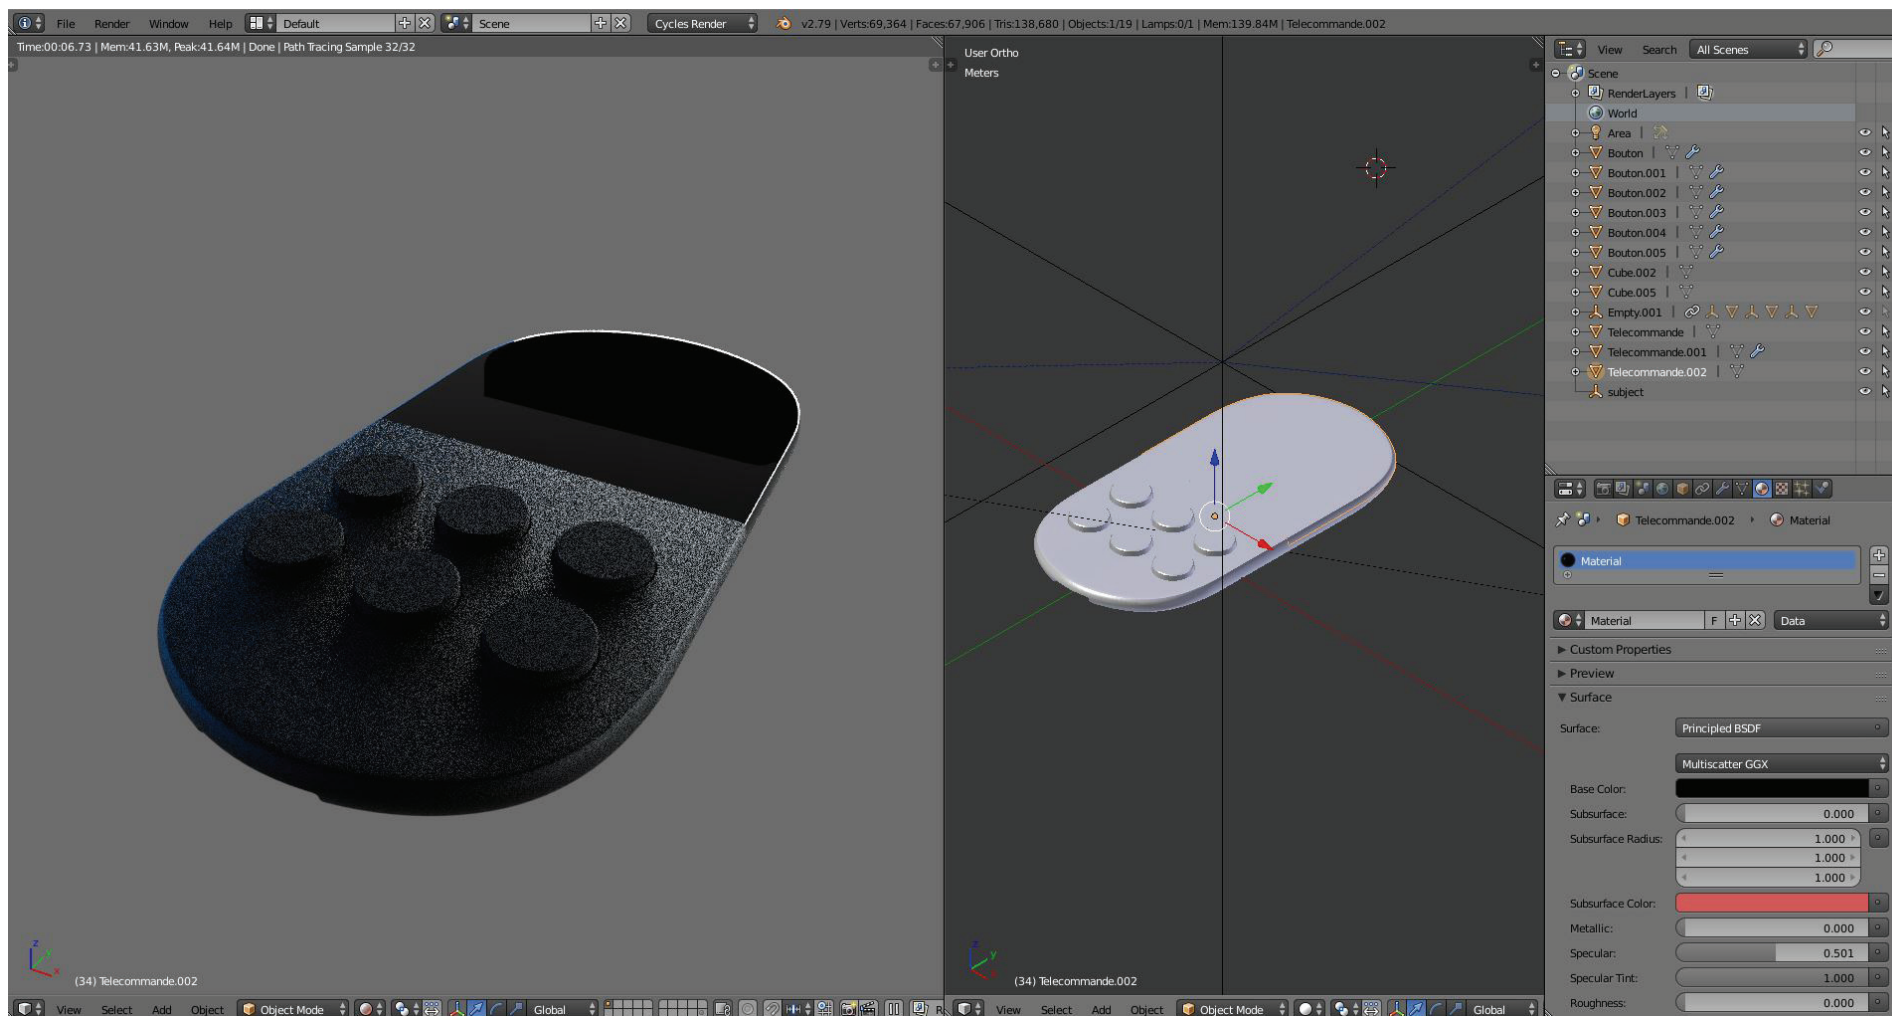 File Render Window Help Default Scene Cycles Render v2.79 | Verts:69,364 | Faces:67,906 | Tris:138,680 | Objects:1/19 | Lamps:0/1 | Mem:139.84M | Telecommande.002
Time:00:06.73 | Mem:41.63M, Peak:41.64M | Done | Path Tracing Sample 32/32
z
y
x
(34) Telecommande.002
View Select Add Object Object Mode Global
User Ortho
Meters
z
y
x
(34) Telecommande.002
View Select Add Object Object Mode Global
View Search All Scenes
Scene
RenderLayers |
World
Area |
Bouton |
Bouton.001 |
Bouton.002 |
Bouton.003 |
Bouton.004 |
Bouton.005 |
Cube.002 |
Cube.005 |
Empty.001 |
Telecommande |
Telecommande.001 |
Telecommande.002 |
subject
Telecommande.002 Material
Material
Material F Data
Custom Properties
Preview
Surface
Surface: Principled BSDF
Multiscatter GGX
Base Color:
Subsurface: 0.000
Subsurface Radius: 1.000
1.000
1.000
Subsurface Color:
Metallic: 0.000
Specular: 0.501
Specular Tint: 1.000
Roughness: 0.000